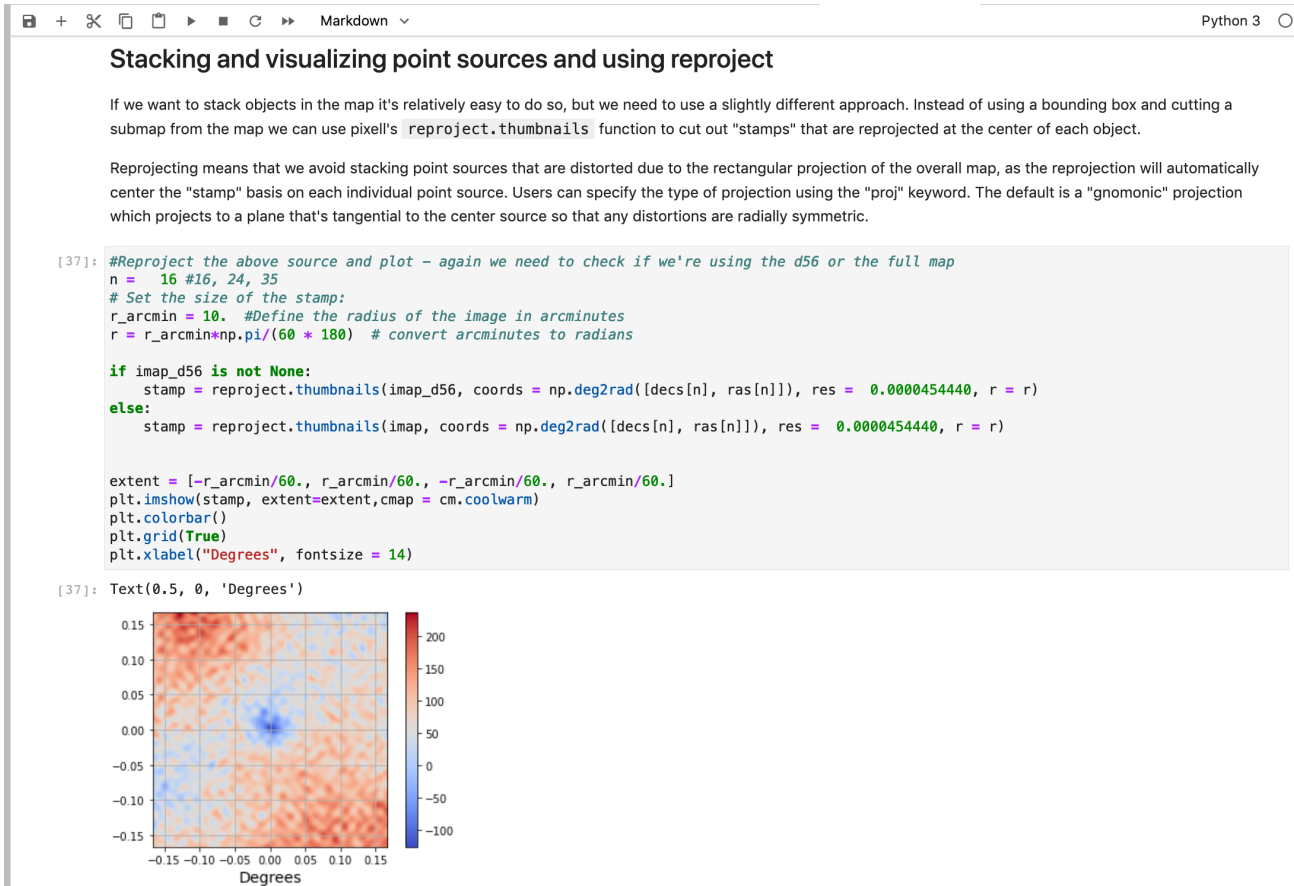 Markdown
Python 3
Stacking and visualizing point sources and using reproject
If we want to stack objects in the map it's relatively easy to do so, but we need to use a slightly different approach. Instead of using a bounding box and cutting a
submap from the map we can use pixell's reproject.thumbnails function to cut out "stamps" that are reprojected at the center of each object.
Reprojecting means that we avoid stacking point sources that are distorted due to the rectangular projection of the overall map, as the reprojection will automatically
center the "stamp" basis on each individual point source. Users can specify the type of projection using the "proj" keyword. The default is a "gnomonic" projection
which projects to a plane that's tangential to the center source so that any distortions are radially symmetric.
[37]: #Reproject the above source and plot – again we need to check if we're using the d56 or the full map
n =   16 #16, 24, 35
# Set the size of the stamp:
r_arcmin = 10.  #Define the radius of the image in arcminutes
r = r_arcmin*np.pi/(60 * 180)  # convert arcminutes to radians
if imap_d56 is not None:
    stamp = reproject.thumbnails(imap_d56, coords = np.deg2rad([decs[n], ras[n]]), res =  0.0000454440, r = r)
else:
    stamp = reproject.thumbnails(imap, coords = np.deg2rad([decs[n], ras[n]]), res =  0.0000454440, r = r)
extent = [-r_arcmin/60., r_arcmin/60., -r_arcmin/60., r_arcmin/60.]
plt.imshow(stamp, extent=extent,cmap = cm.coolwarm)
plt.colorbar()
plt.grid(True)
plt.xlabel("Degrees", fontsize = 14)
[37]: Text(0.5, 0, 'Degrees')
0.15
0.10
0.05
0.00
−0.05
−0.10
−0.15
−0.15 −0.10 −0.05 0.00 0.05 0.10 0.15
Degrees
200
150
100
50
0
−50
−100